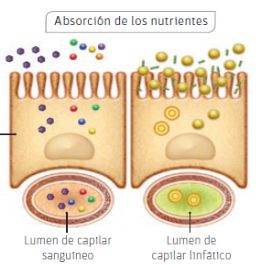 Absorción de los nutrientes
Lumen de capilar
sanguíneo
Lumen de
capilar linfático